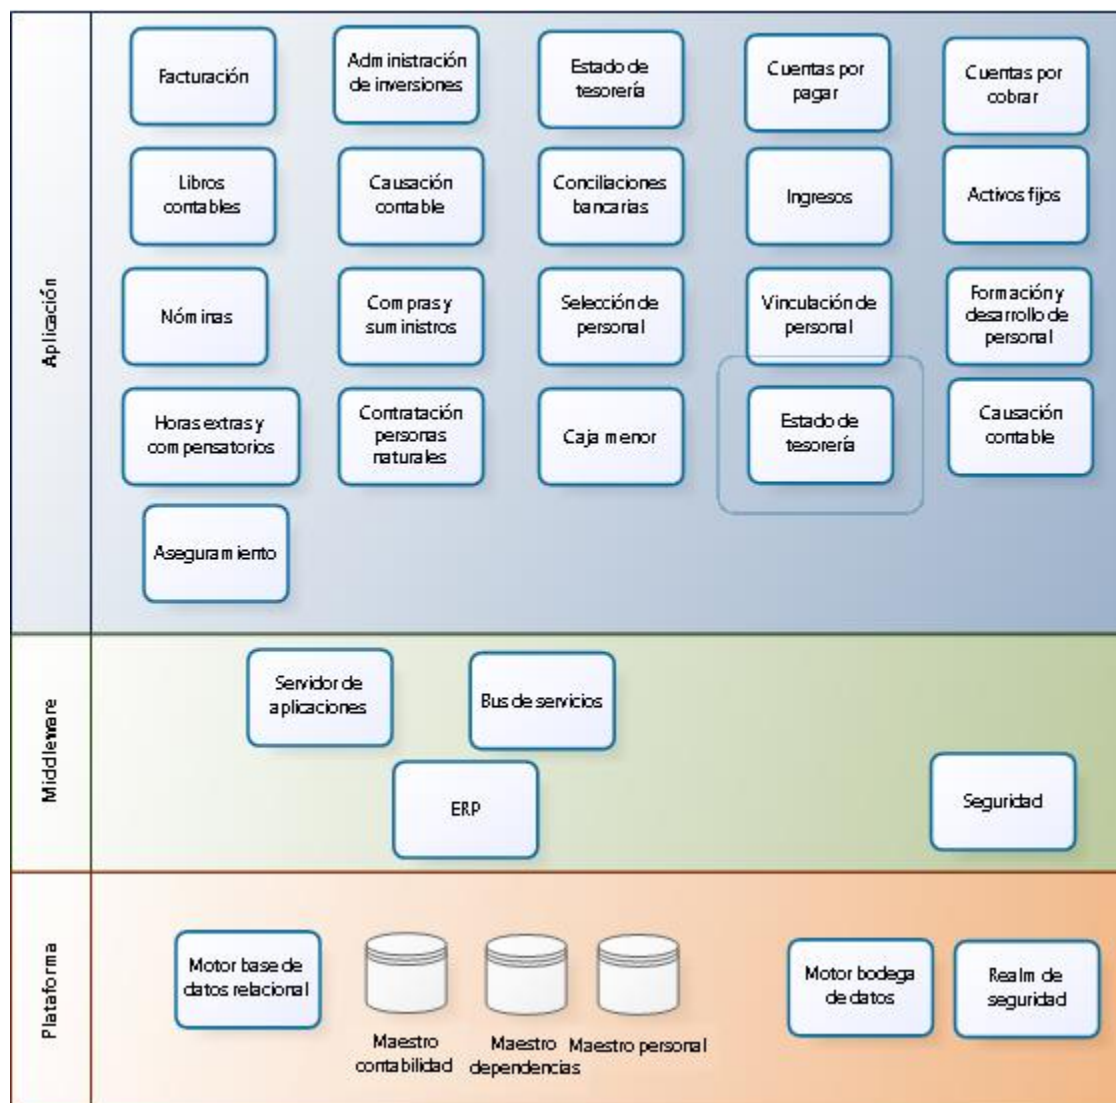 Aplicación
Facturación
Administración
de inversiones
Estado de
tesorería
Cuentas por
pagar
Cuentas por
cobrar
Libros
contables
Causación
contable
Conciliaciones
bancarias
Ingresos
Activos fijos
Nóminas
Compras y
suministros
Selección de
personal
Vinculación de
personal
Formación y
desarrollo de
personal
Horas extras y
compensatorios
Contratación
personas
naturales
Caja menor
Estado de
tesorería
Causación
contable
Aseguramiento
Middleware
Servidor de
aplicaciones
Bus de servicios
ERP
Seguridad
Plataforma
Motor base de
datos relacional
Maestro
contabilidad
Maestro
dependencias
Maestro personal
Motor bodega
de datos
Realm de
seguridad